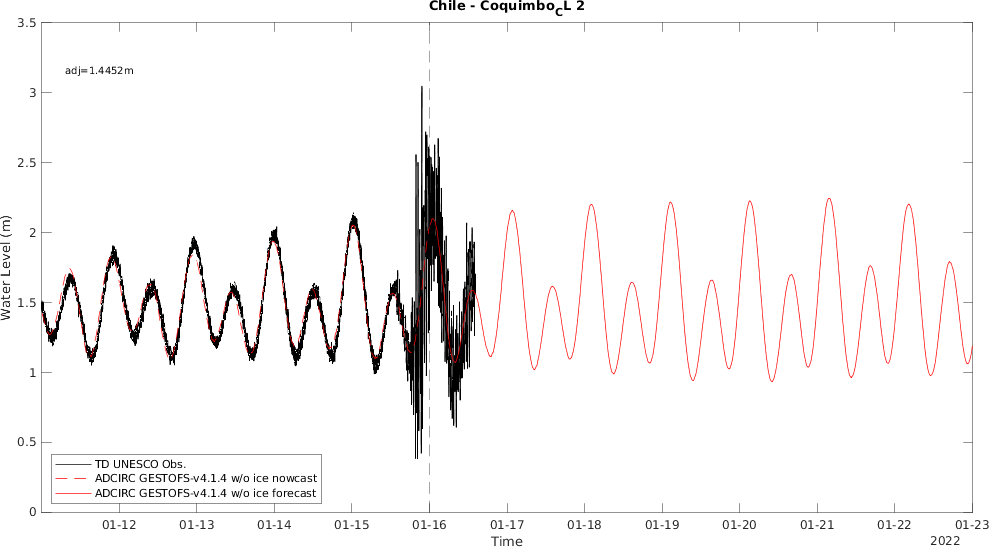 Chile - Coquimbo_CL 2
3.5
adj=1.4452m
3
2.5
2
1.5
1
0.5
0
Water Level (m)
TD UNESCO Obs.
ADCIRC GESTOFS-v4.1.4 w/o ice nowcast
ADCIRC GESTOFS-v4.1.4 w/o ice forecast
01-12 01-13 01-14 01-15 01-16 01-17 01-18 01-19 01-20 01-21 01-22 01-23
Time
2022